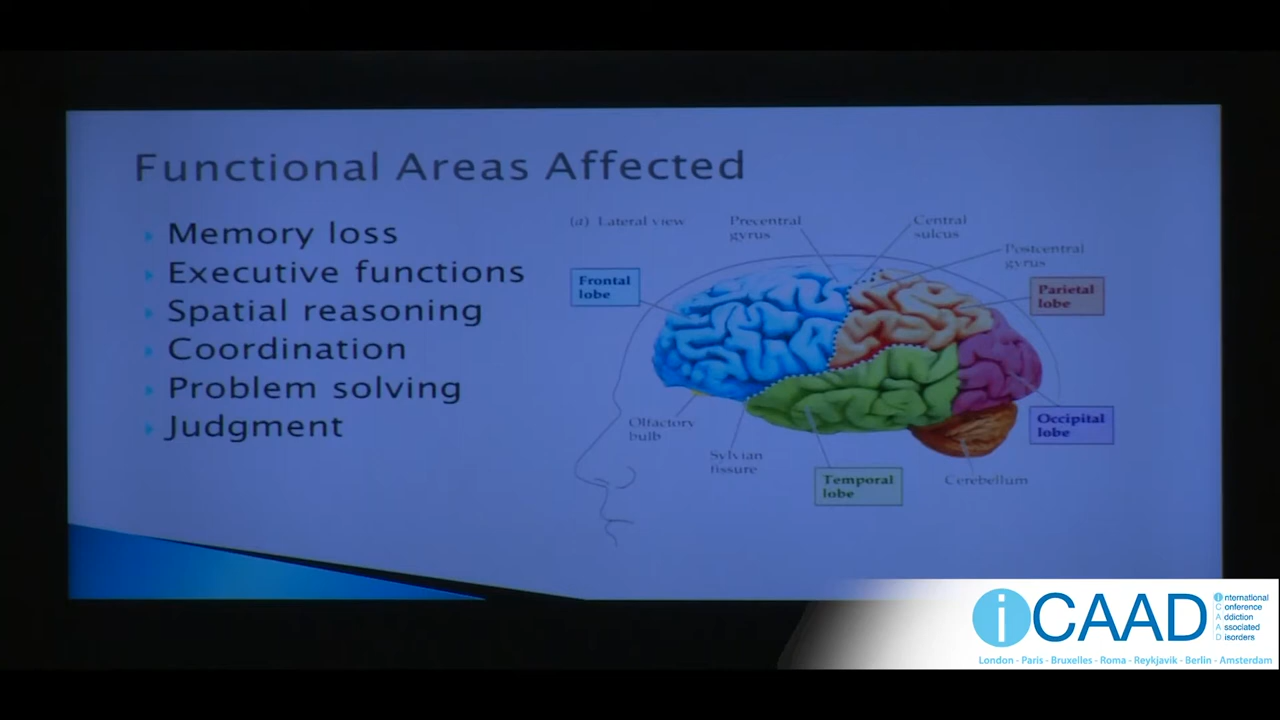 Functional Areas Affected
Memory loss
Executive functions
Spatial reasoning
Coordination
Problem solving
Judgment
(a) Lateral view
Precentral
gyrus
Central
sulcus
Postcentral
gyrus
Frontal
lobe
Parietal
lobe
Olfactory
bulb
Sylvian
fissure
Temporal
lobe
Occipital
lobe
Cerebellum
iCAAD
international
Conference
Addiction
Associated
Disorders
London - Paris - Bruxelles - Roma - Reykjavik - Berlin - Amsterdam